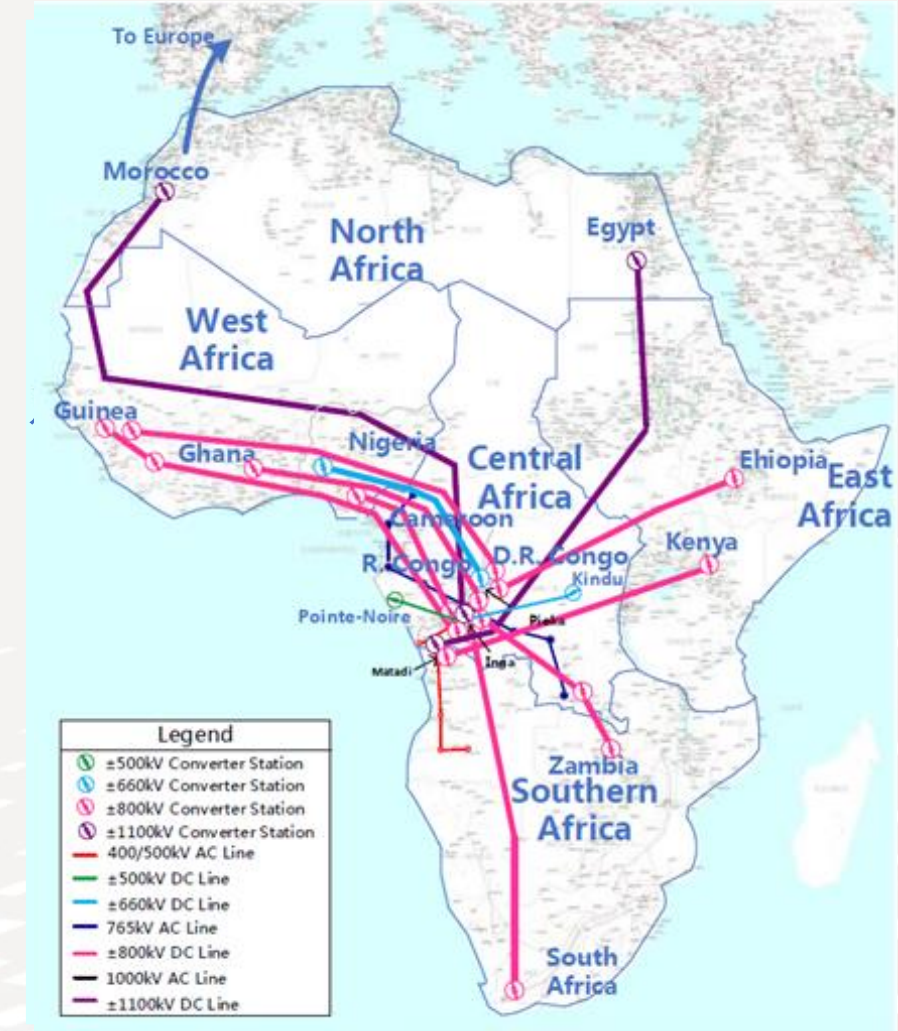 To Europe
Morocco
North
Africa
Egypt
West
Africa
Guinea
Nigeria
Ghana
Central
Africa
Ehiopia
East
Africa
Cameroon
Kenya
R. Congo
D.R. Congo
Kindu
Pointe-Noire
Pioka
Inga
Matadi
Zambia
Southern
Africa
South
Africa
Legend
±500kV Converter Station
±660kV Converter Station
±800kV Converter Station
±1100kV Converter Station
400/500kV AC Line
±500kV DC Line
±660kV DC Line
765kV AC Line
±800kV DC Line
1000kV AC Line
±1100kV DC Line